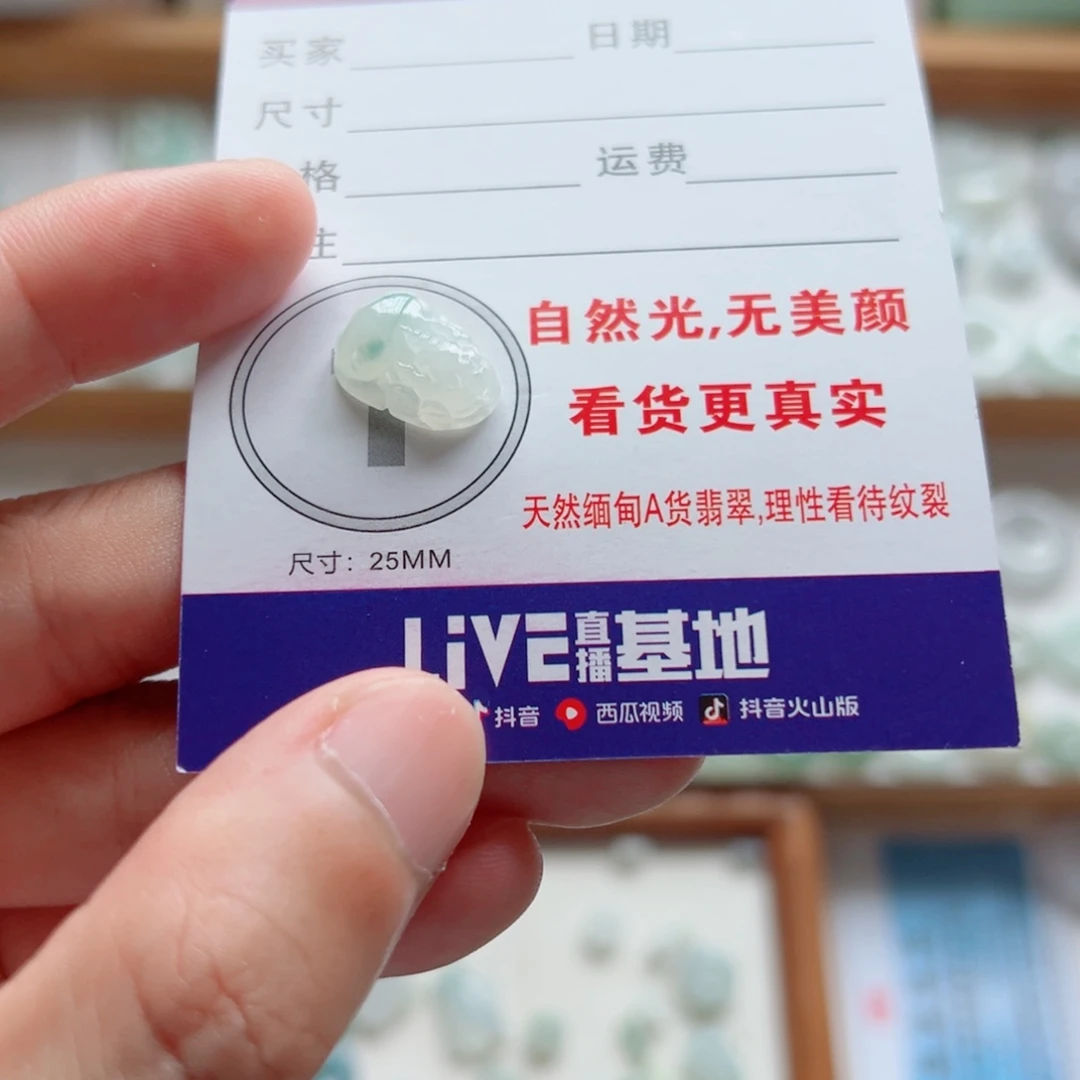 买家 日期
尺寸
格 运费
主
自然光,无美颜
看货更真实
天然缅甸A货翡翠,理性看待纹裂
尺寸：25MM
LiVE直播基地
抖音 西瓜视频 抖音火山版